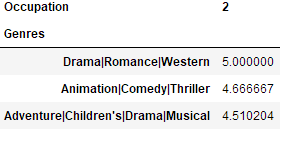 Occupation 2
Genres
Drama|Romance|Western 5.000000
Animation|Comedy|Thriller 4.666667
Adventure|Children's|Drama|Musical 4.510204